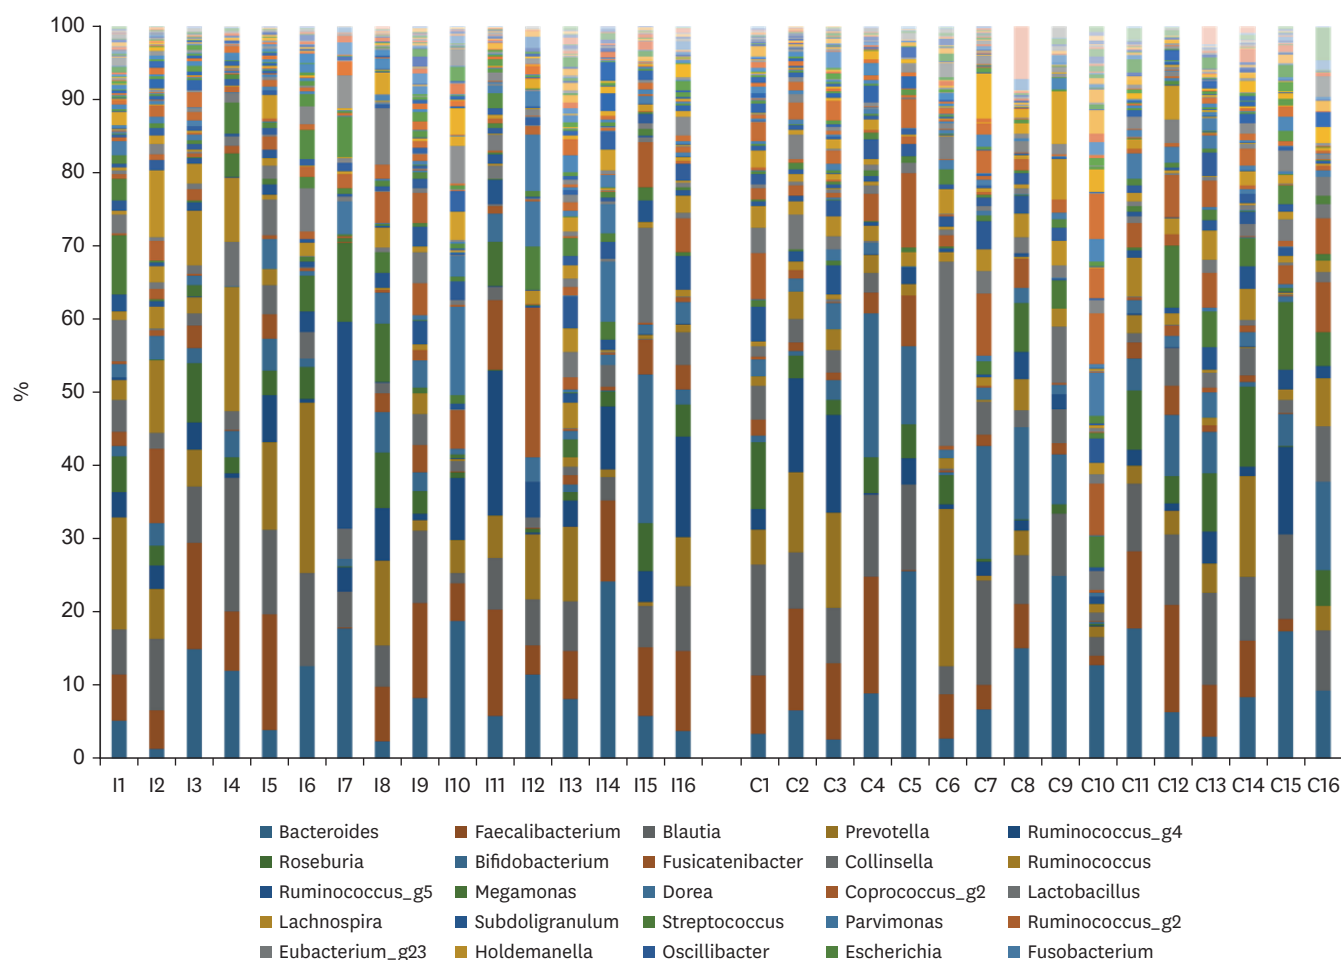 100
90
80
70
60
50
40
30
20
10
0
%
I1 I2 I3 I4 I5 I6 I7 I8 I9 I10 I11 I12 I13 I14 I15 I16 C1 C2 C3 C4 C5 C6 C7 C8 C9 C10 C11 C12 C13 C14 C15 C16
Bacteroides Faecalibacterium Blautia Prevotella Ruminococcus_g4
Roseburia Bifidobacterium Fusicatenibacter Collinsella Ruminococcus
Ruminococcus_g5 Megamonas Dorea Coprococcus_g2 Lactobacillus
Lachnospira Subdoligranulum Streptococcus Parvimonas Ruminococcus_g2
Eubacterium_g23 Holdemanella Oscillibacter Escherichia Fusobacterium